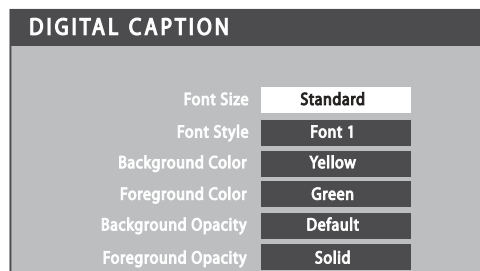 DIGITAL CAPTION
Font Size Standard
Font Style Font 1
Background Color Yellow
Foreground Color Green
Background Opacity Default
Foreground Opacity Solid